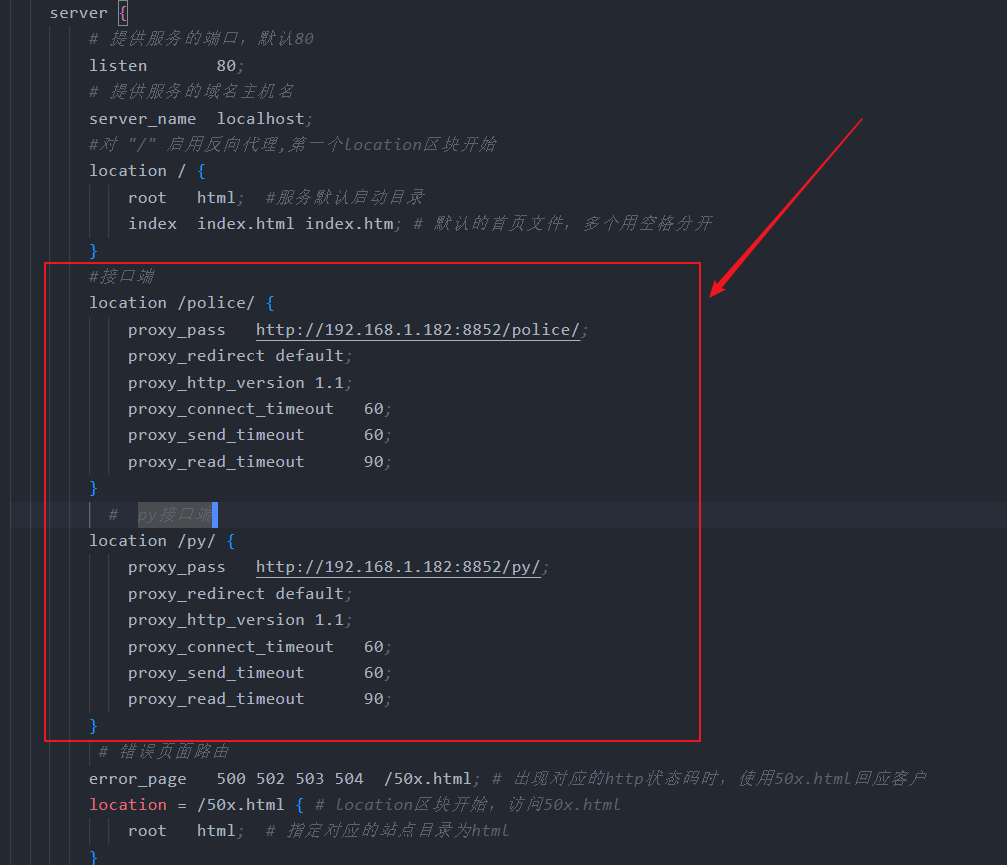 server {
# 提供服务的端口，默认80
listen       80;
# 提供服务的域名主机名
server_name  localhost;
#对 "/" 启用反向代理,第一个location区块开始
location / {
root   html;  #服务默认启动目录
index  index.html index.htm; # 默认的首页文件，多个用空格分开
}
#接口端
location /police/ {
proxy_pass   http://192.168.1.182:8852/police/;
proxy_redirect default;
proxy_http_version 1.1;
proxy_connect_timeout   60;
proxy_send_timeout      60;
proxy_read_timeout      90;
}
#  py接口端
location /py/ {
proxy_pass   http://192.168.1.182:8852/py/;
proxy_redirect default;
proxy_http_version 1.1;
proxy_connect_timeout   60;
proxy_send_timeout      60;
proxy_read_timeout      90;
}
# 错误页面路由
error_page   500 502 503 504  /50x.html; # 出现对应的http状态码时，使用50x.html回应客户
location = /50x.html { # location区块开始，访问50x.html
root   html;  # 指定对应的站点目录为html
}